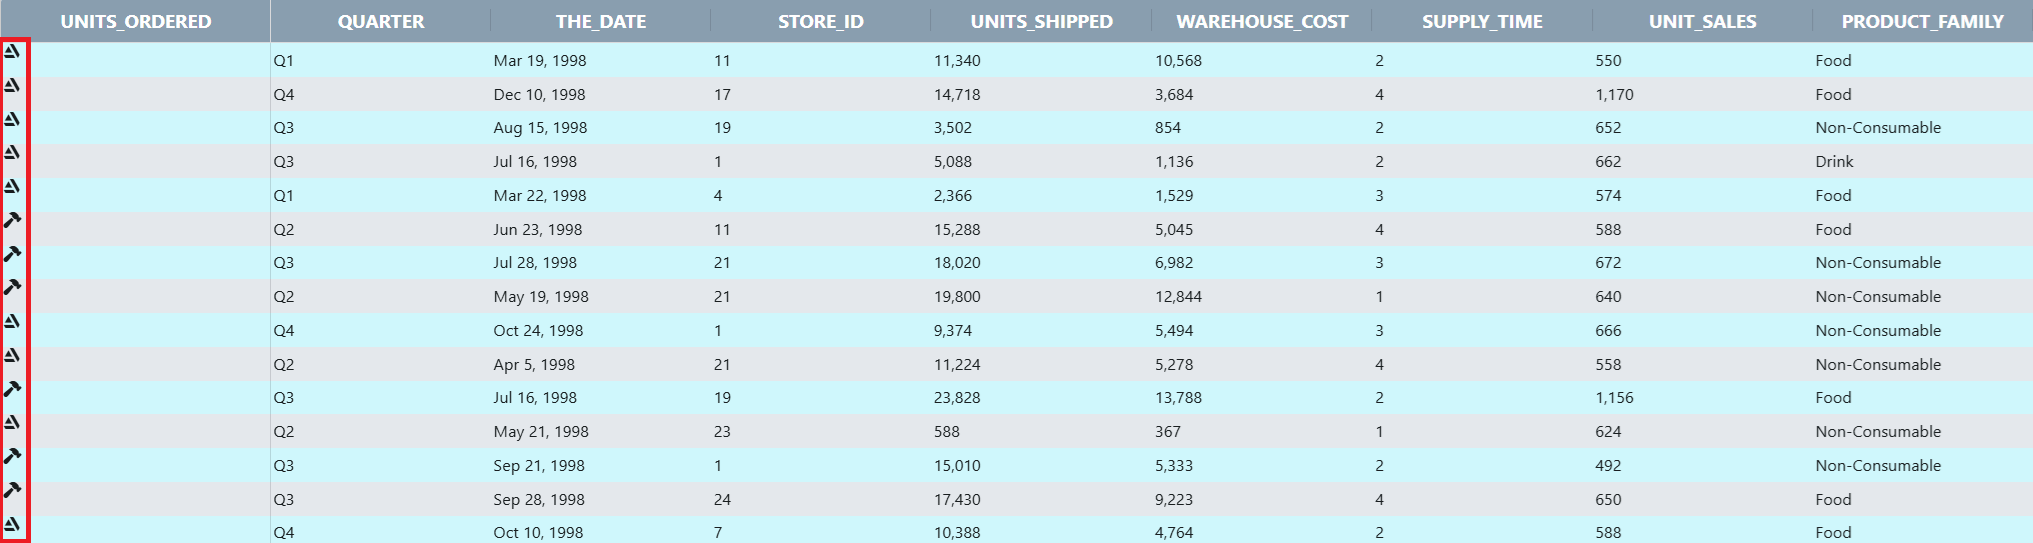 UNITS_ORDERED QUARTER THE_DATE STORE_ID UNITS_SHIPPED WAREHOUSE_COST SUPPLY_TIME UNIT_SALES PRODUCT_FAMILY
Q1 Mar 19, 1998 11 11,340 10,568 2 550 Food
Q4 Dec 10, 1998 17 14,718 3,684 4 1,170 Food
Q3 Aug 15, 1998 19 3,502 854 2 652 Non-Consumable
Q3 Jul 16, 1998 1 5,088 1,136 2 662 Drink
Q1 Mar 22, 1998 4 2,366 1,529 3 574 Food
Q2 Jun 23, 1998 11 15,288 5,045 4 588 Food
Q3 Jul 28, 1998 21 18,020 6,982 3 672 Non-Consumable
Q2 May 19, 1998 21 19,800 12,844 1 640 Non-Consumable
Q4 Oct 24, 1998 1 9,374 5,494 3 666 Non-Consumable
Q2 Apr 5, 1998 21 11,224 5,278 4 558 Non-Consumable
Q3 Jul 16, 1998 19 23,828 13,788 2 1,156 Food
Q2 May 21, 1998 23 588 367 1 624 Non-Consumable
Q3 Sep 21, 1998 1 15,010 5,333 2 492 Non-Consumable
Q3 Sep 28, 1998 24 17,430 9,223 4 650 Food
Q4 Oct 10, 1998 7 10,388 4,764 2 588 Food